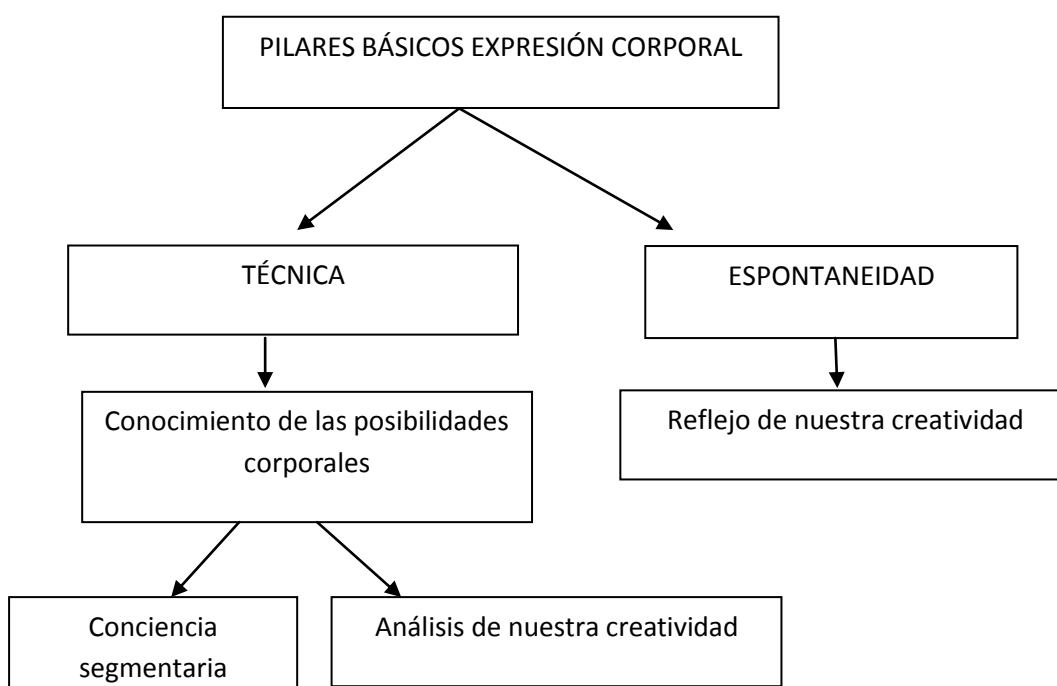 PILARES BÁSICOS EXPRESIÓN CORPORAL
TÉCNICA
ESPONTANEIDAD
Conocimiento de las posibilidades
corporales
Reflejo de nuestra creatividad
Conciencia
segmentaria
Análisis de nuestra creatividad